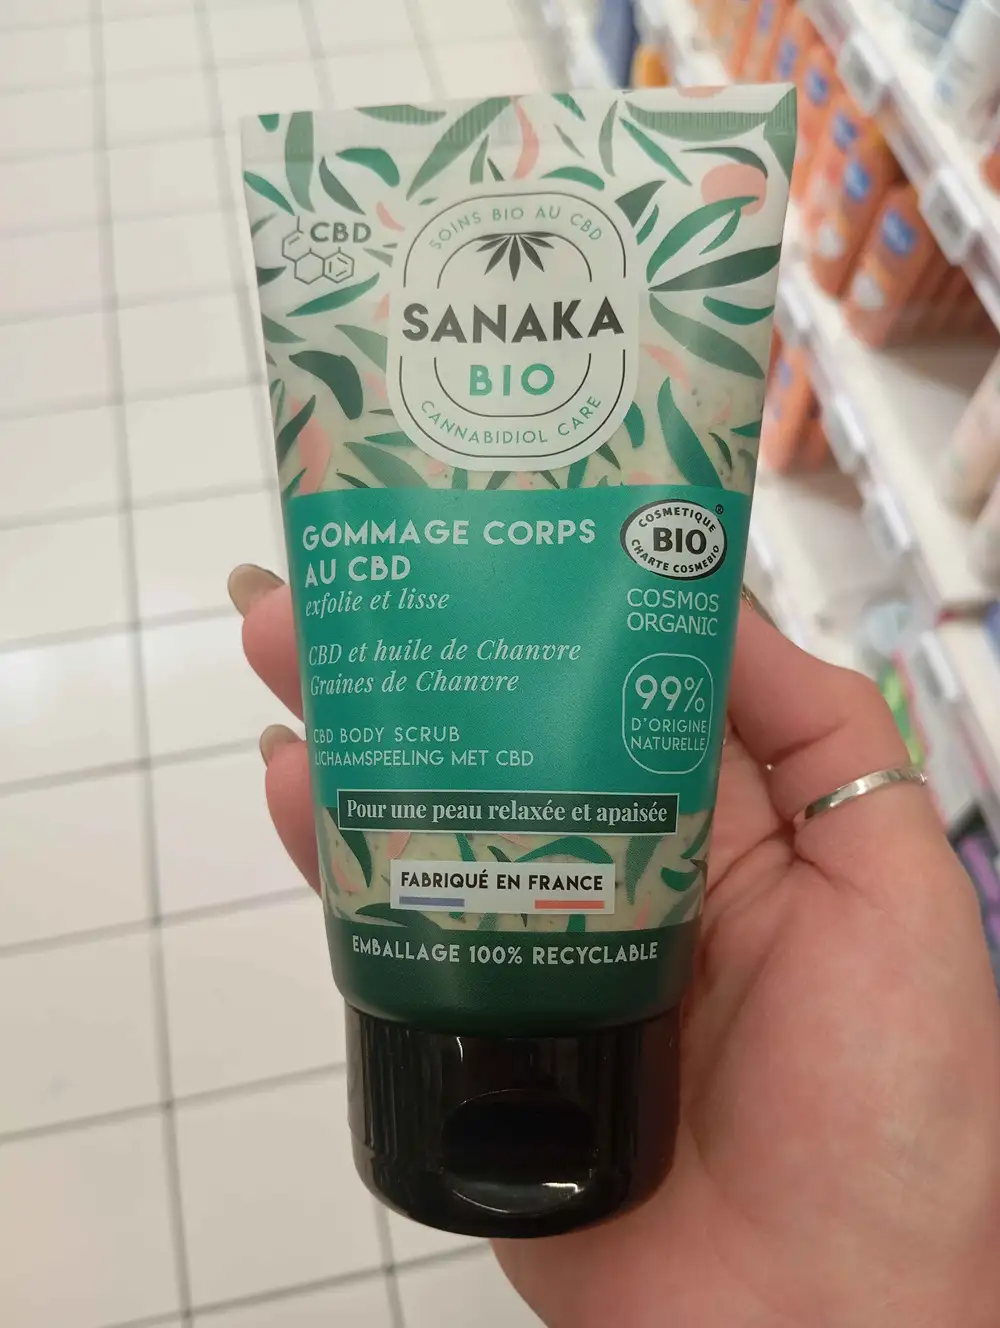 CBD
SOINS BIO AU CBD
SANAKA
BIO
CANNABIDIOL CARE
GOMMAGE CORPS
AU CBD
exfolie et lisse
COSMETIQUE
BIO
®
CHARTE COSMEBIO
COSMOS
ORGANIC
CBD et huile de Chanvre
Graines de Chanvre
99%
D'ORIGINE
NATURELLE
CBD BODY SCRUB
LICHAAMSPEELING MET CBD
Pour une peau relaxée et apaisée
FABRIQUÉ EN FRANCE
EMBALLAGE 100% RECYCLABLE